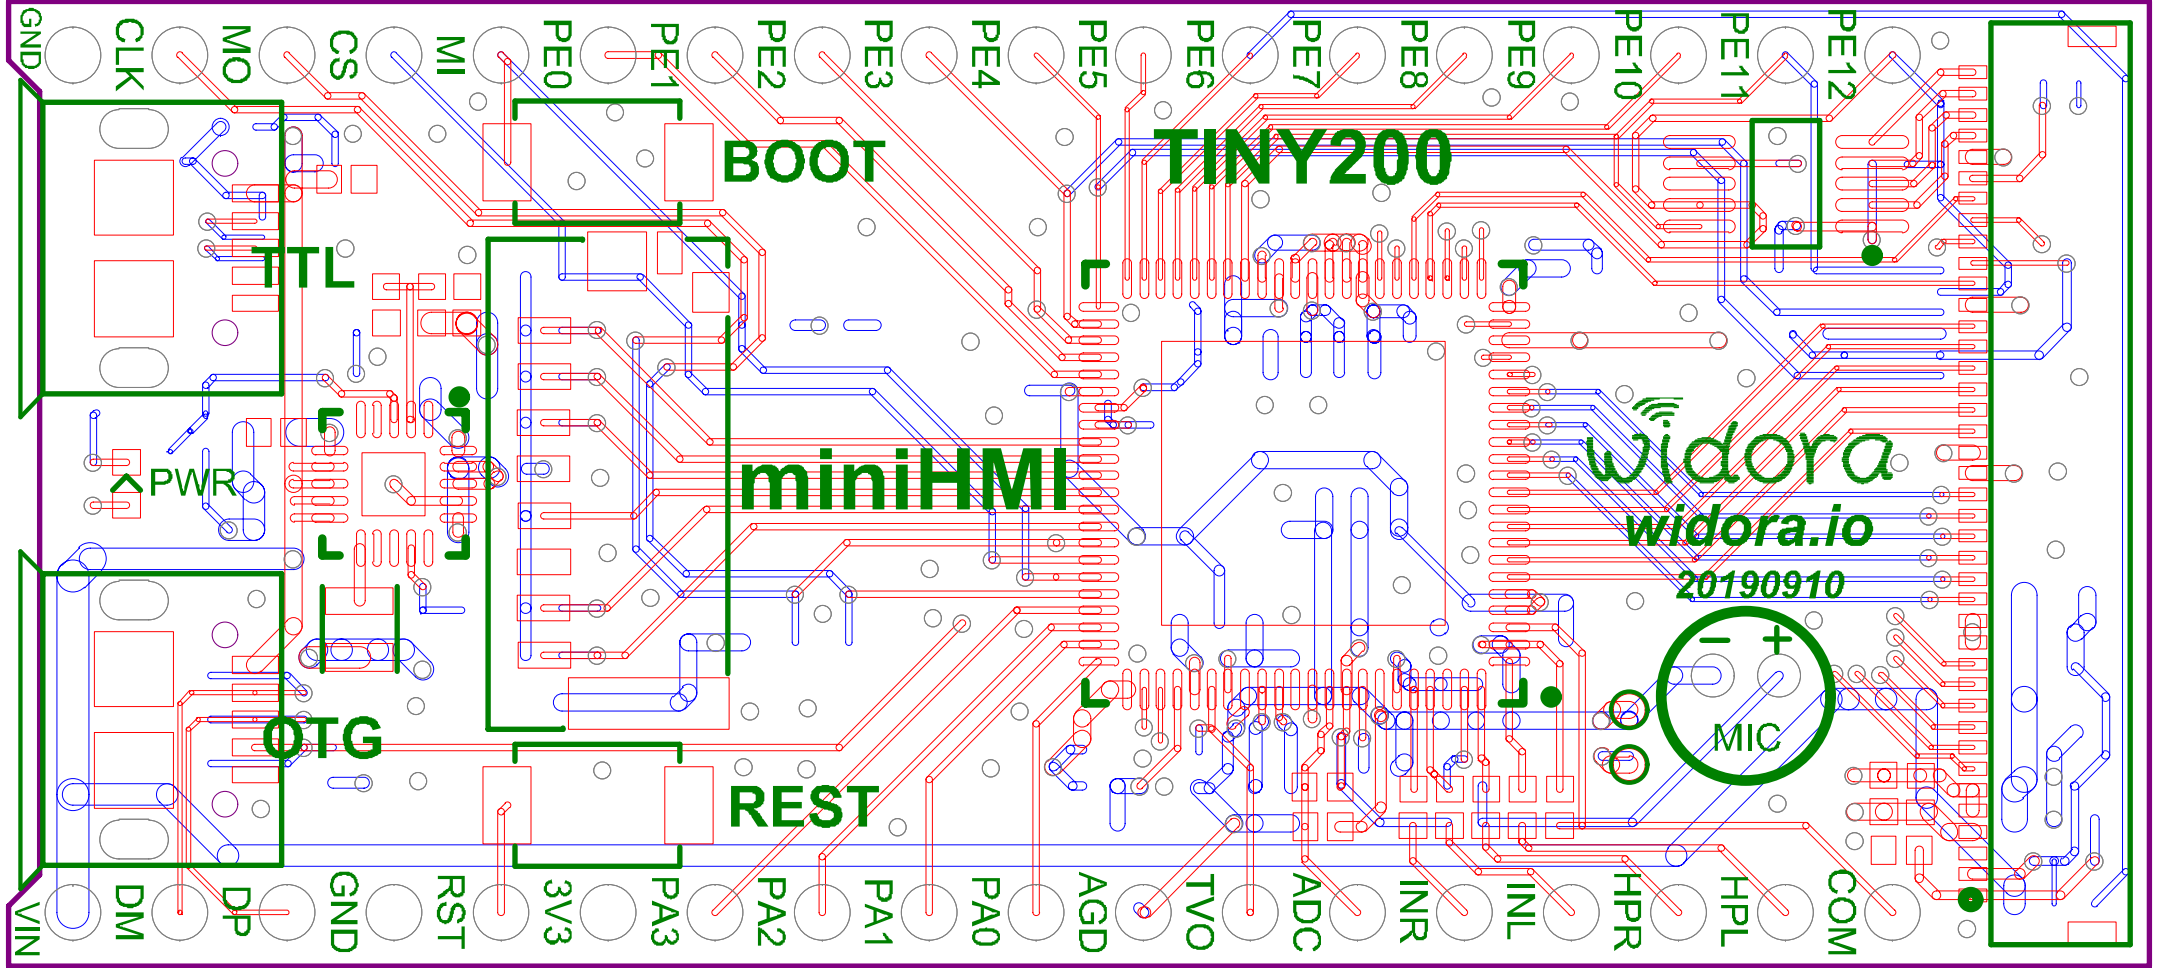 GND
CLK
MO
CS
MI
PE0
PE1
PE2
PE3
PE4
PE5
PE6
PE7
PE8
PE9
PE10
PE11
PE12
BOOT
TINY200
TTL
PWR
miniHMI
widora
widora.io
20190910
- +
MIC
OTG
REST
VIN
DM
DP
GND
RST
3V3
PA3
PA2
PA1
PA0
AGD
TVO
ADC
INR
INL
HPR
HPL
COM